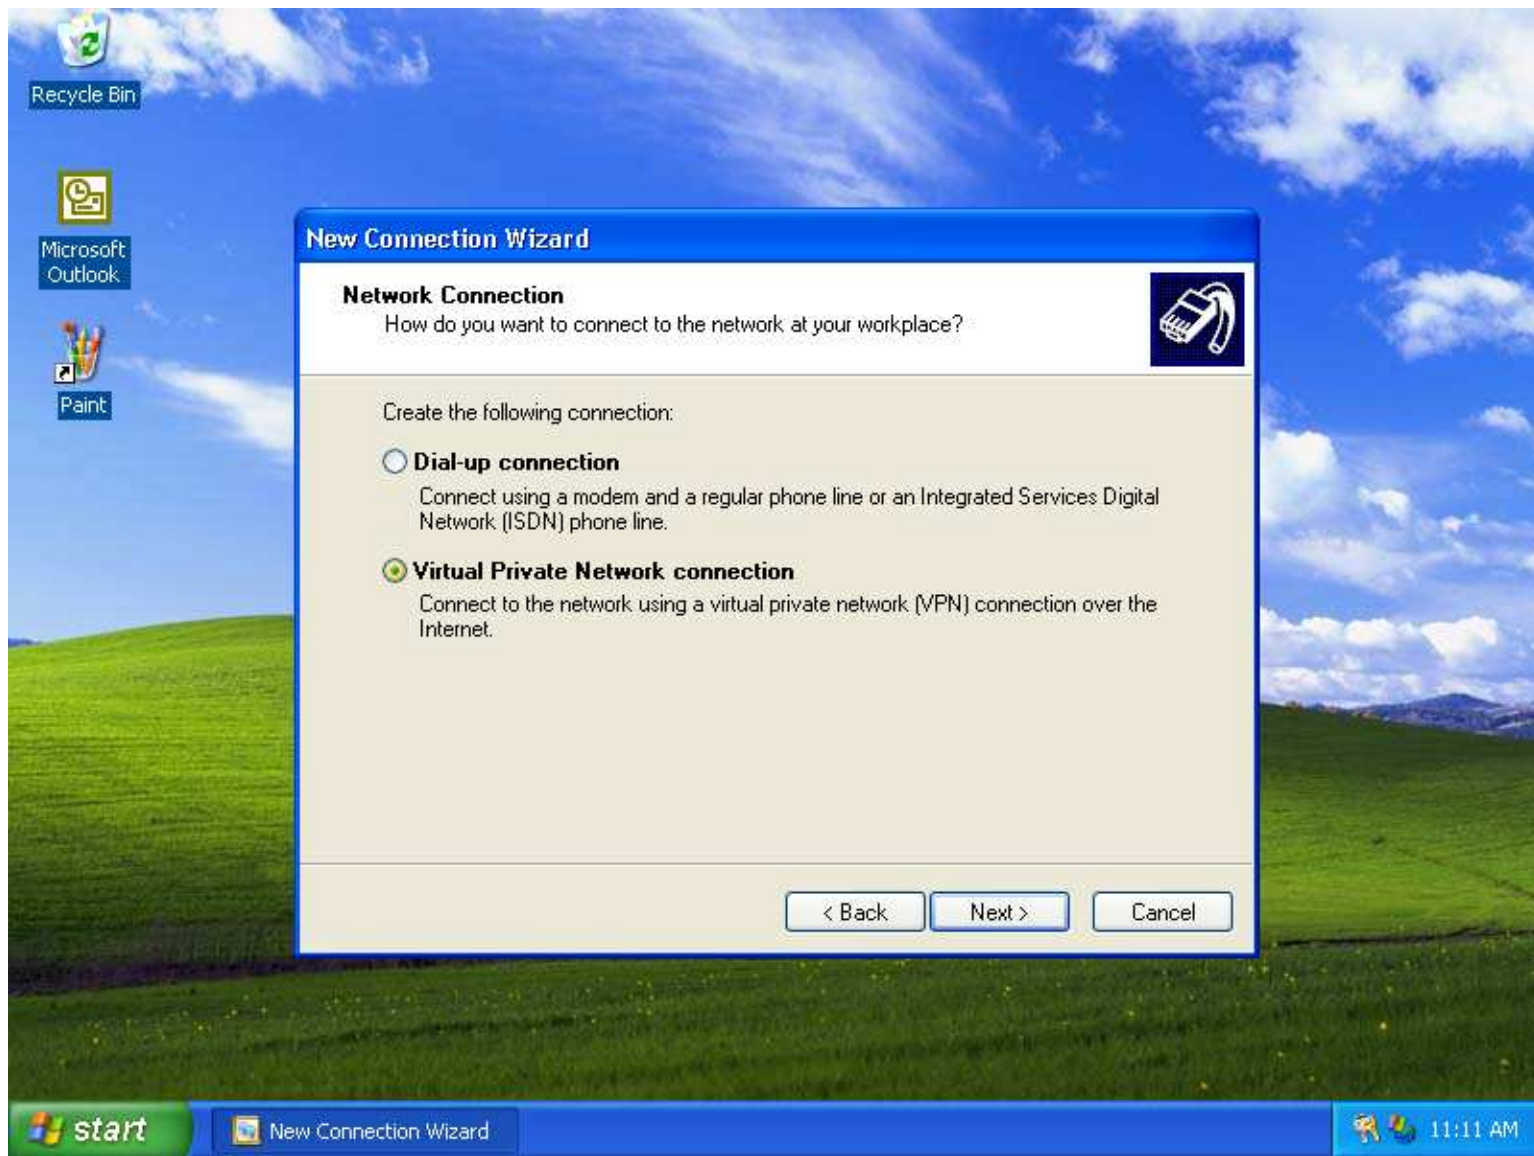 Recycle Bin
Microsoft
Outlook
Paint
New Connection Wizard
Network Connection
How do you want to connect to the network at your workplace?
Create the following connection:
Dial-up connection
Connect using a modem and a regular phone line or an Integrated Services Digital
Network (ISDN) phone line.
Virtual Private Network connection
Connect to the network using a virtual private network (VPN) connection over the
Internet.
< Back
Next >
Cancel
start
New Connection Wizard
11:11 AM